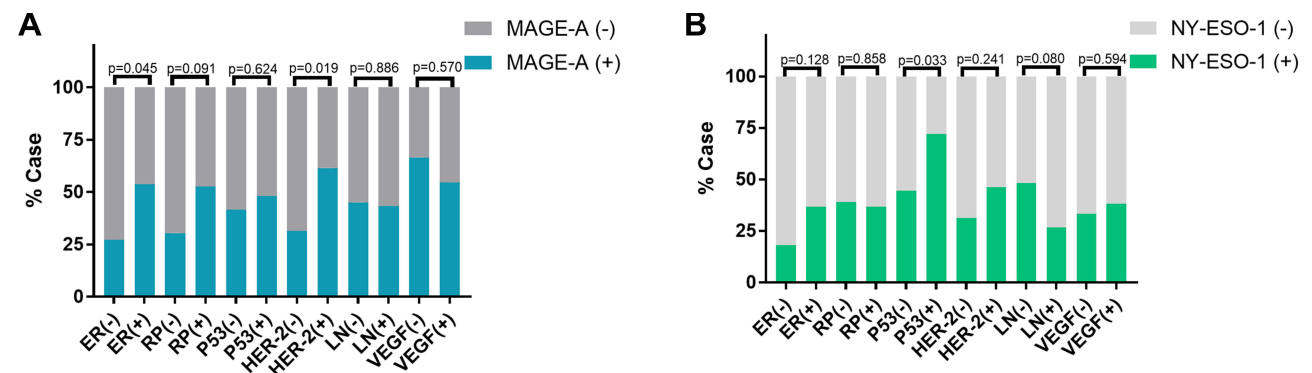 A
MAGE-A (-)
MAGE-A (+)
p=0.045 p=0.091 p=0.624 p=0.019 p=0.886 p=0.570
100
75
50
25
0
% Case
ER(-) ER(+) RP(-) RP(+) P53(-) P53(+) HER-2(-) HER-2(+) LN(-) LN(+) VEGF(-) VEGF(+)
B
NY-ESO-1 (-)
NY-ESO-1 (+)
p=0.128 p=0.858 p=0.033 p=0.241 p=0.080 p=0.594
100
75
50
25
0
% Case
ER(-) ER(+) RP(-) RP(+) P53(-) P53(+) HER-2(-) HER-2(+) LN(-) LN(+) VEGF(-) VEGF(+)